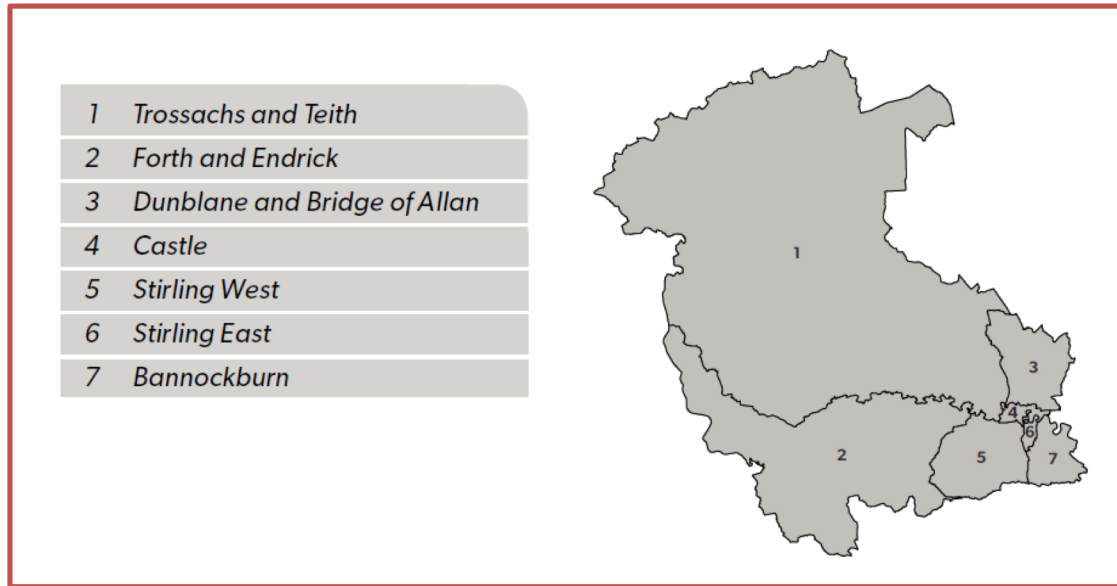 1 Trossachs and Teith
2 Forth and Endrick
3 Dunblane and Bridge of Allan
4 Castle
5 Stirling West
6 Stirling East
7 Bannockburn
1
3
4
6
2
5
7